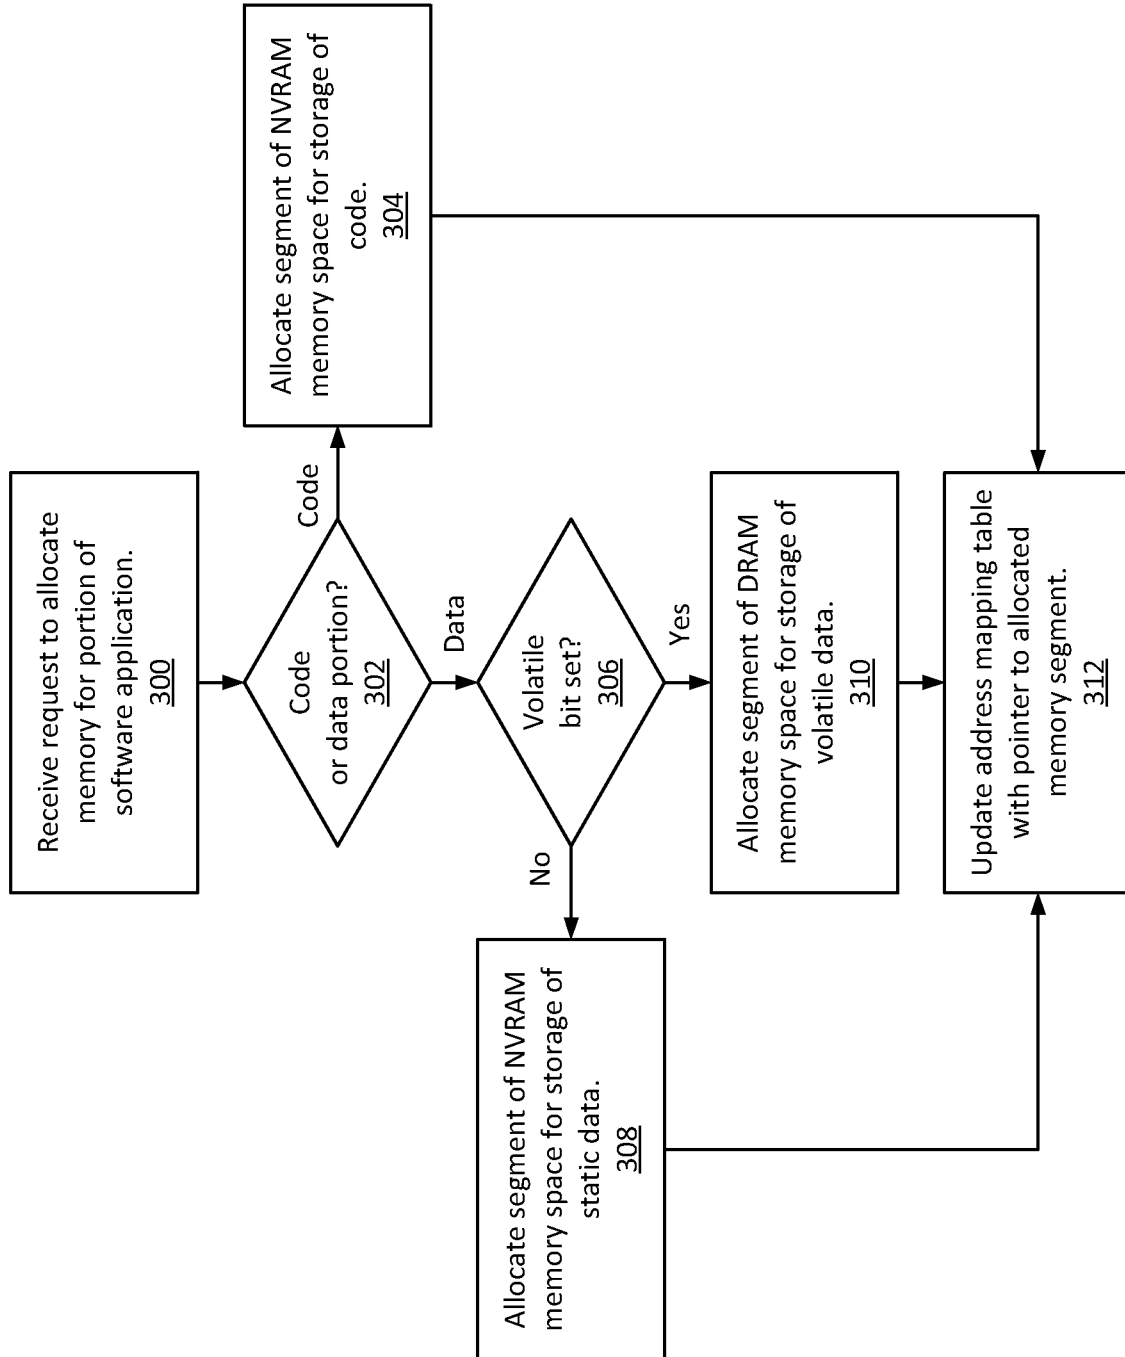 Receive request to allocate
memory for portion of
software application.
300
Code
or data portion?
302
Code
Allocate segment of NVRAM
memory space for storage of
code.
304
Data
Volatile
bit set?
306
No
Allocate segment of NVRAM
memory space for storage of
static data.
308
Yes
Allocate segment of DRAM
memory space for storage of
volatile data.
310
Update address mapping table
with pointer to allocated
memory segment.
312